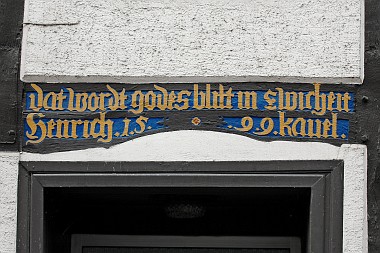 dat wordt godes blift in ewicheit
Henrich . 15 . 99 . kauel .